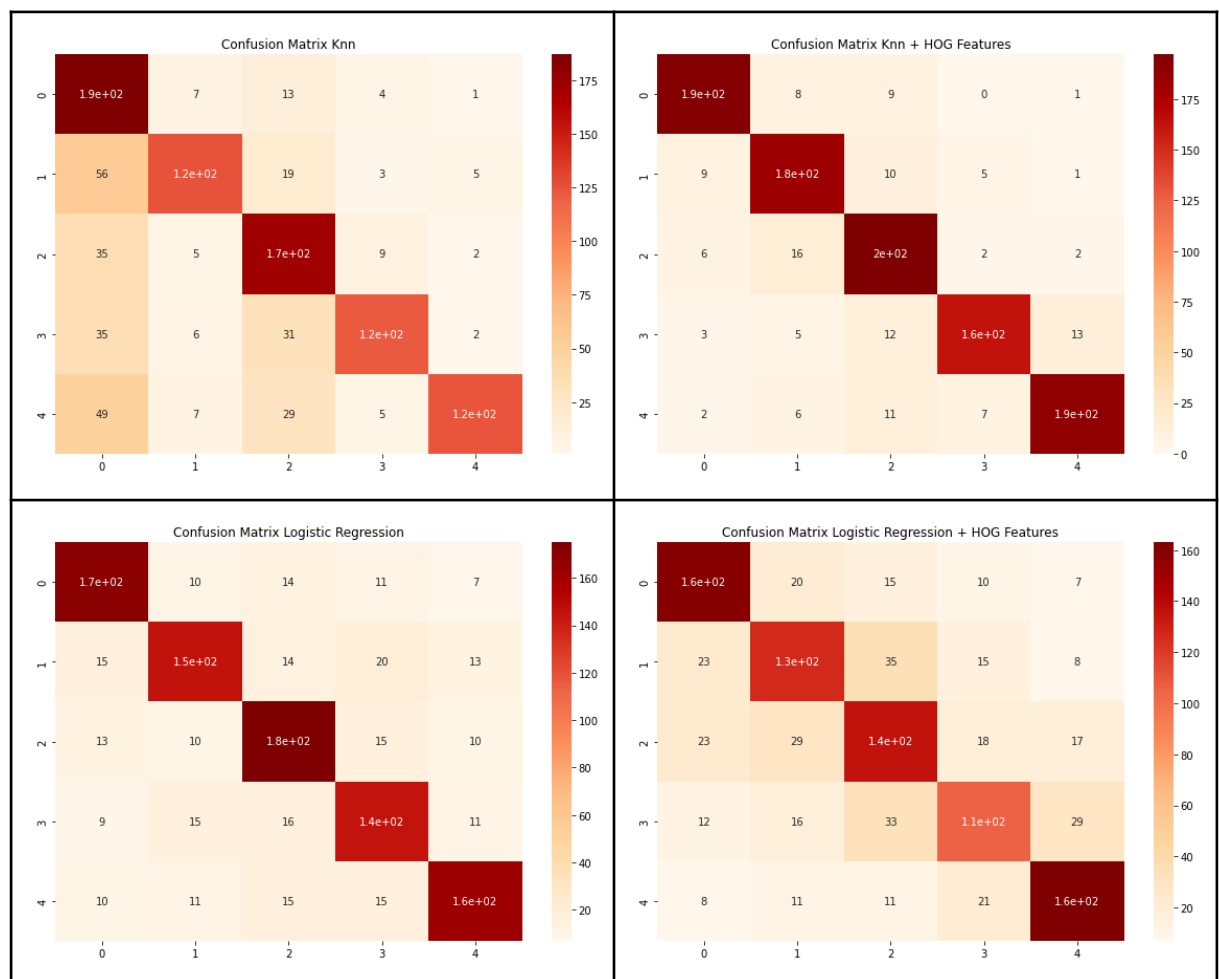 Confusion Matrix Knn
0 1.9e+02 7 13 4 1
1 56 1.2e+02 19 3 5
2 35 5 1.7e+02 9 2
3 35 6 31 1.2e+02 2
4 49 7 29 5 1.2e+02
0 1 2 3 4
175
150
125
100
75
50
25
Confusion Matrix Knn + HOG Features
0 1.9e+02 8 9 0 1
1 9 1.8e+02 10 5 1
2 6 16 2e+02 2 2
3 3 5 12 1.6e+02 13
4 2 6 11 7 1.9e+02
0 1 2 3 4
175
150
125
100
75
50
25
0
Confusion Matrix Logistic Regression
0 1.7e+02 10 14 11 7
1 15 1.5e+02 14 20 13
2 13 10 1.8e+02 15 10
3 9 15 16 1.4e+02 11
4 10 11 15 15 1.6e+02
0 1 2 3 4
160
140
120
100
80
60
40
20
Confusion Matrix Logistic Regression + HOG Features
0 1.6e+02 20 15 10 7
1 23 1.3e+02 35 15 8
2 23 29 1.4e+02 18 17
3 12 16 33 1.1e+02 29
4 8 11 11 21 1.6e+02
0 1 2 3 4
160
140
120
100
80
60
40
20